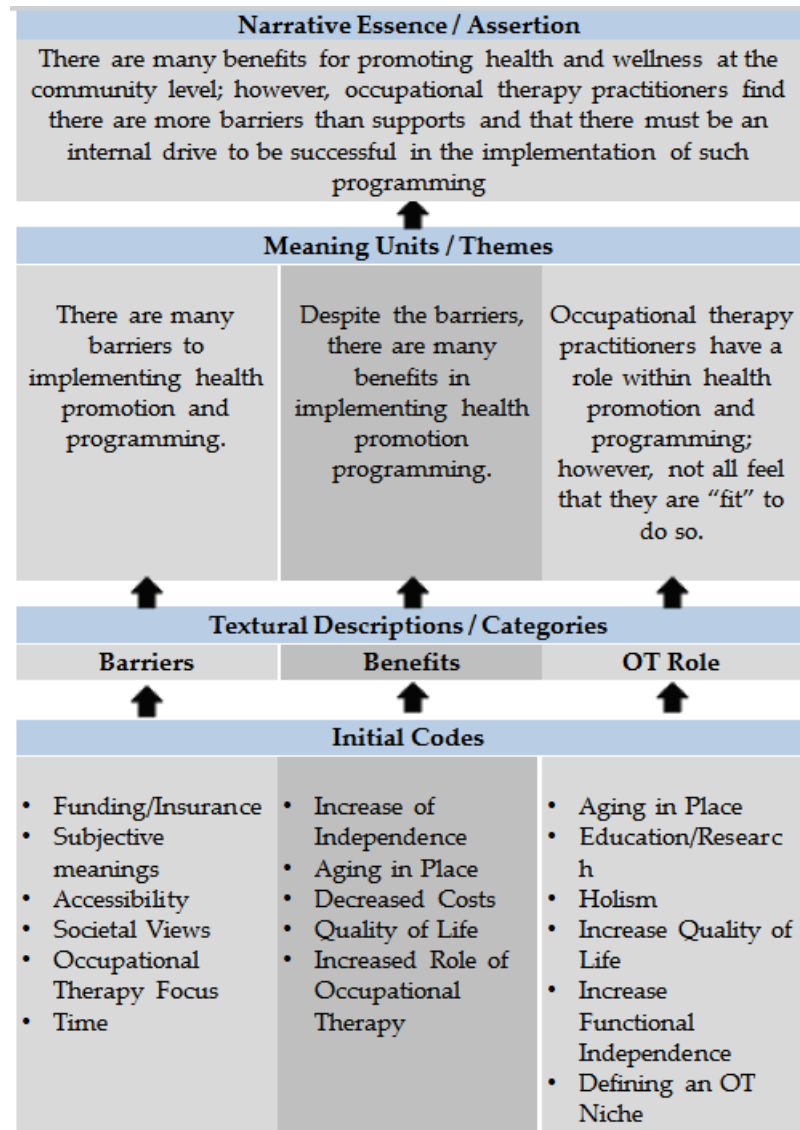 Narrative Essence / Assertion
There are many benefits for promoting health and wellness at the
community level; however, occupational therapy practitioners find
there are more barriers than supports and that there must be an
internal drive to be successful in the implementation of such
programming
Meaning Units / Themes
There are many
barriers to
implementing health
promotion and
programming.
Despite the barriers,
there are many
benefits in
implementing health
promotion
programming.
Occupational therapy
practitioners have a
role within health
promotion and
programming;
however, not all feel
that they are “fit” to
do so.
Textural Descriptions / Categories
Barriers
Benefits
OT Role
Initial Codes
• Funding/Insurance
• Subjective
meanings
• Accessibility
• Societal Views
• Occupational
Therapy Focus
• Time
• Increase of
Independence
• Aging in Place
• Decreased Costs
• Quality of Life
• Increased Role of
Occupational
Therapy
• Aging in Place
• Education/Researc
h
• Holism
• Increase Quality of
Life
• Increase
Functional
Independence
• Defining an OT
Niche